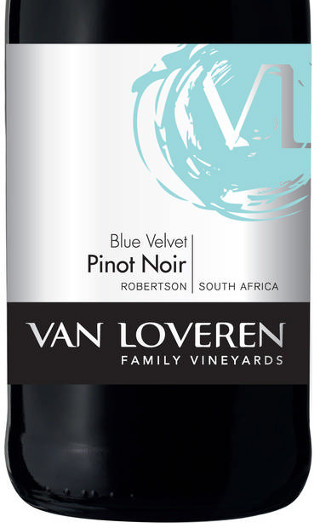 VL
Blue Velvet
Pinot Noir
ROBERTSON | SOUTH AFRICA
VAN LOVEREN
FAMILY VINEYARDS